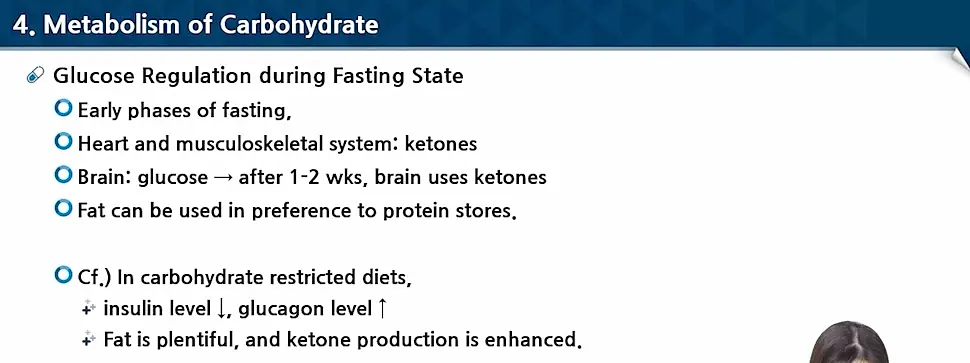 4. Metabolism of Carbohydrate
Glucose Regulation during Fasting State
Early phases of fasting,
Heart and musculoskeletal system: ketones
Brain: glucose → after 1-2 wks, brain uses ketones
Fat can be used in preference to protein stores.
Cf.) In carbohydrate restricted diets,
insulin level ↓, glucagon level ↑
Fat is plentiful, and ketone production is enhanced.